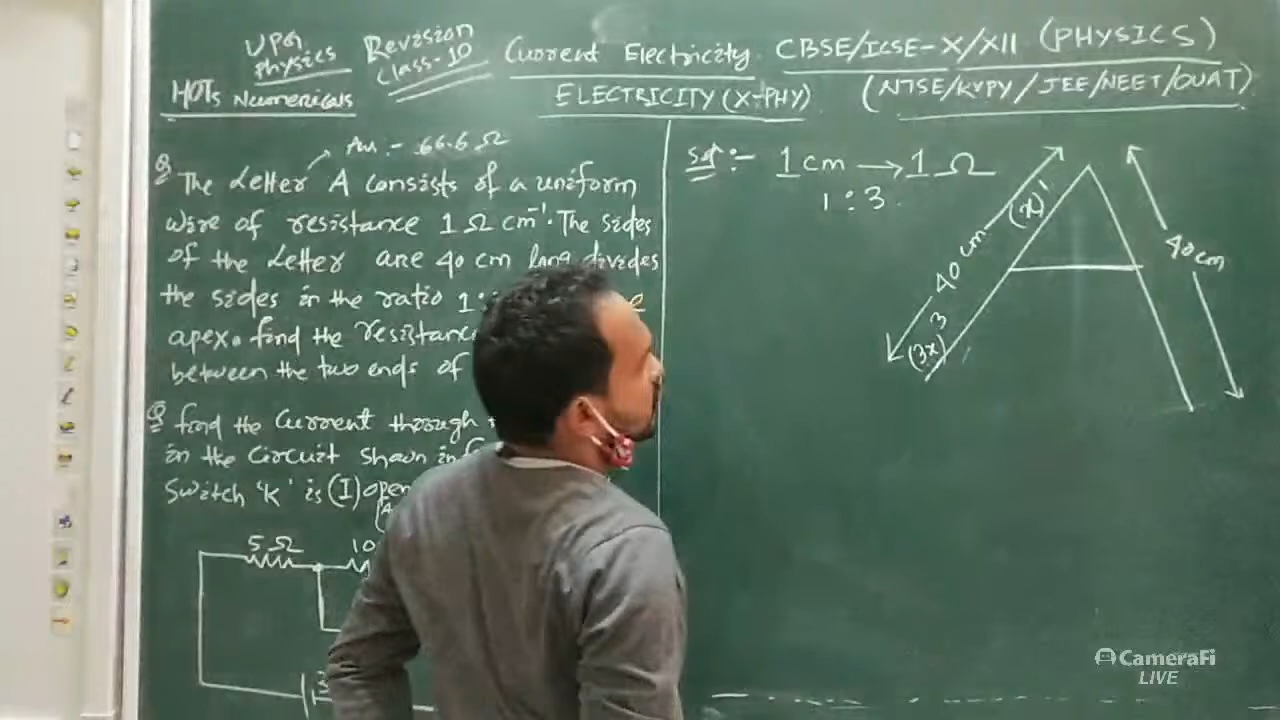 UPον Physics
Revision Class-10
Current Electricity
CBSE/ICSE-X/XII (PHYSICS)
HOTs Numericals
ELECTRICITY (X-PHY)
(NTSE/KVPY/JEE/NEET/OUAT)
Ans :- 66.6 Ω
Q The Letter A consists of a uniform
wire of resistance 1 Ω cm⁻¹. The sides
of the Letter are 40 cm long divides
the sides in the ratio 1:
apex. find the resistance
between the two ends of
Q find the current through
in the circuit shown in
Switch 'K' is (I) open
5 Ω
10
3
Sol :- 1 cm → 1 Ω
1 : 3
40 cm
(x) 1
(3x) 3
40 cm
CameraFi
LIVE